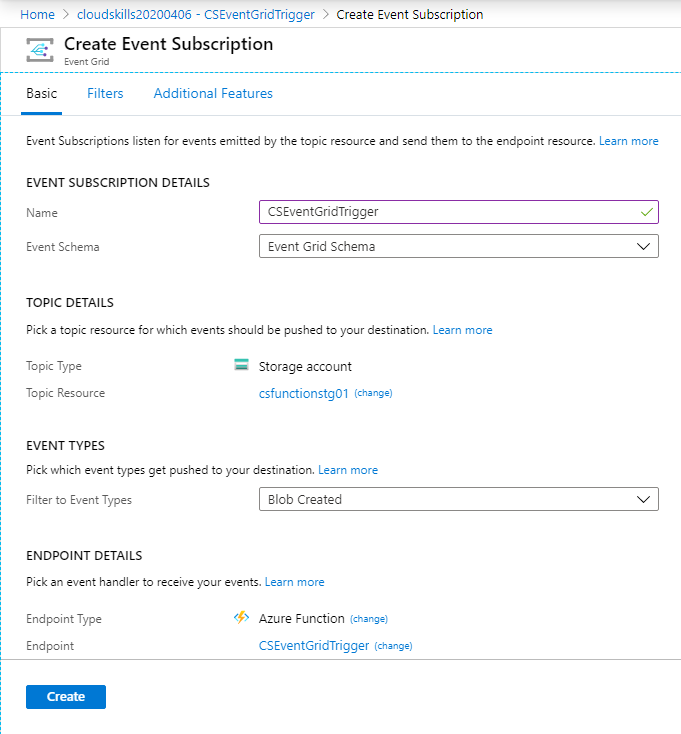 Home > cloudskills20200406 - CSEventGridTrigger > Create Event Subscription
Create Event Subscription
Event Grid
Basic Filters Additional Features
Event Subscriptions listen for events emitted by the topic resource and send them to the endpoint resource. Learn more
EVENT SUBSCRIPTION DETAILS
Name CSEventGridTrigger
Event Schema Event Grid Schema
TOPIC DETAILS
Pick a topic resource for which events should be pushed to your destination. Learn more
Topic Type Storage account
Topic Resource csfunctionstg01 (change)
EVENT TYPES
Pick which event types get pushed to your destination. Learn more
Filter to Event Types Blob Created
ENDPOINT DETAILS
Pick an event handler to receive your events. Learn more
Endpoint Type Azure Function (change)
Endpoint CSEventGridTrigger (change)
Create